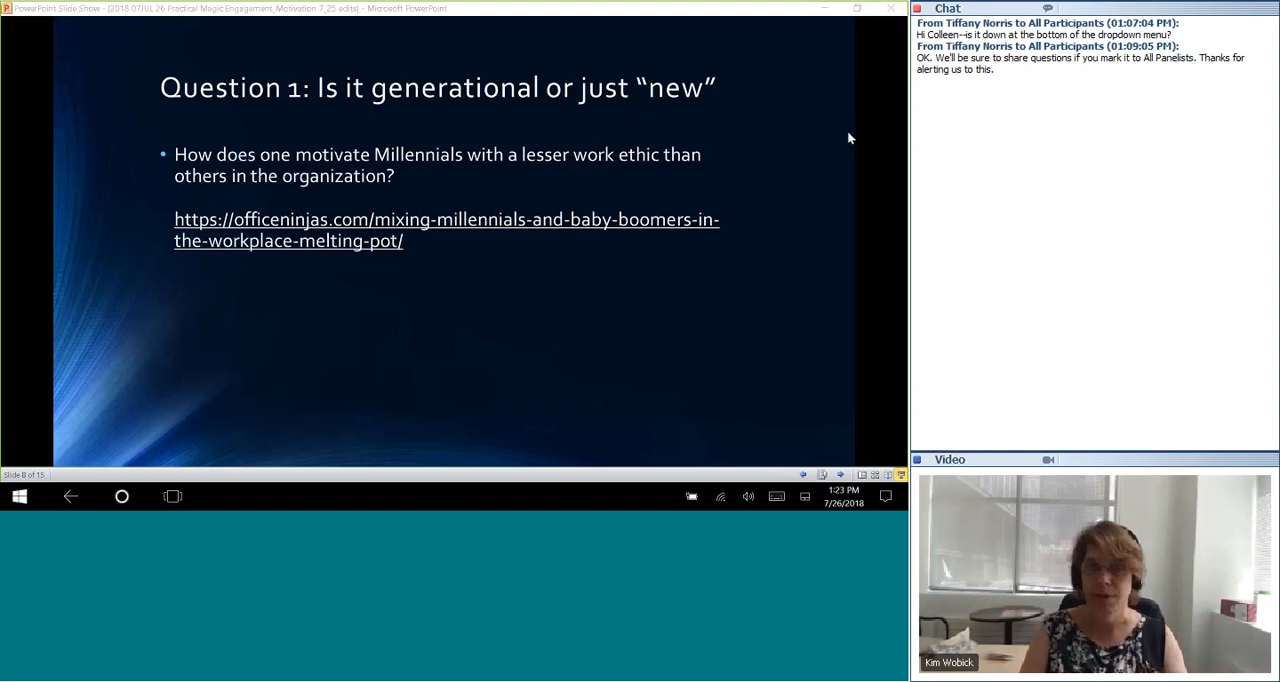 PowerPoint Slide Show - [2018 07JUL 26 Practical Magic Engagement_Motivation 7_25 edits] - Microsoft PowerPoint
Question 1: Is it generational or just “new”
• How does one motivate Millennials with a lesser work ethic than
others in the organization?
https://officeninjas.com/mixing-millennials-and-baby-boomers-in-
the-workplace-melting-pot/
Slide 8 of 15
1:23 PM
7/26/2018
Chat
From Tiffany Norris to All Participants (01:07:04 PM):
Hi Colleen--is it down at the bottom of the dropdown menu?
From Tiffany Norris to All Participants (01:09:05 PM):
OK. We'll be sure to share questions if you mark it to All Panelists. Thanks for
alerting us to this.
Video
Kim Wobick